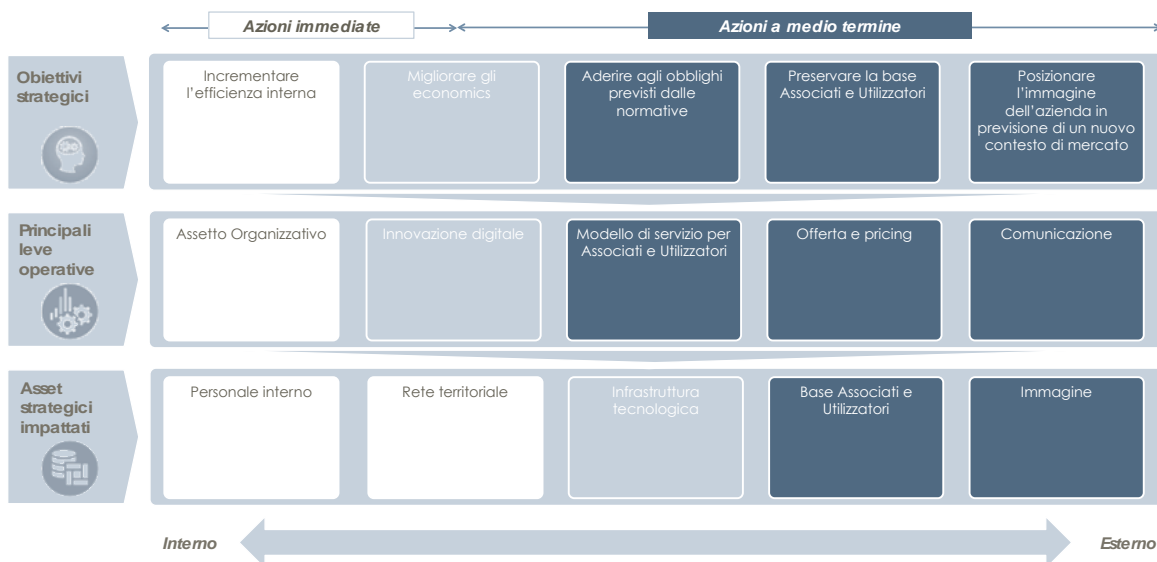 Azioni immediate
Azioni a medio termine
Obiettivi
strategici
Incrementare
l'efficienza interna
Migliorare gli
economics
Aderire agli obblighi
previsti dalle
normative
Preservare la base
Associati e Utilizzatori
Posizionare
l'immagine
dell'azienda in
previsione di un nuovo
contesto di mercato
Principali
leve
operative
Assetto Organizzativo
Innovazione digitale
Modello di servizio per
Associati e Utilizzatori
Offerta e pricing
Comunicazione
Asset
strategici
impattati
Personale interno
Rete territoriale
Infrastruttura
tecnologica
Base Associati e
Utilizzatori
Immagine
Interno
Esterno